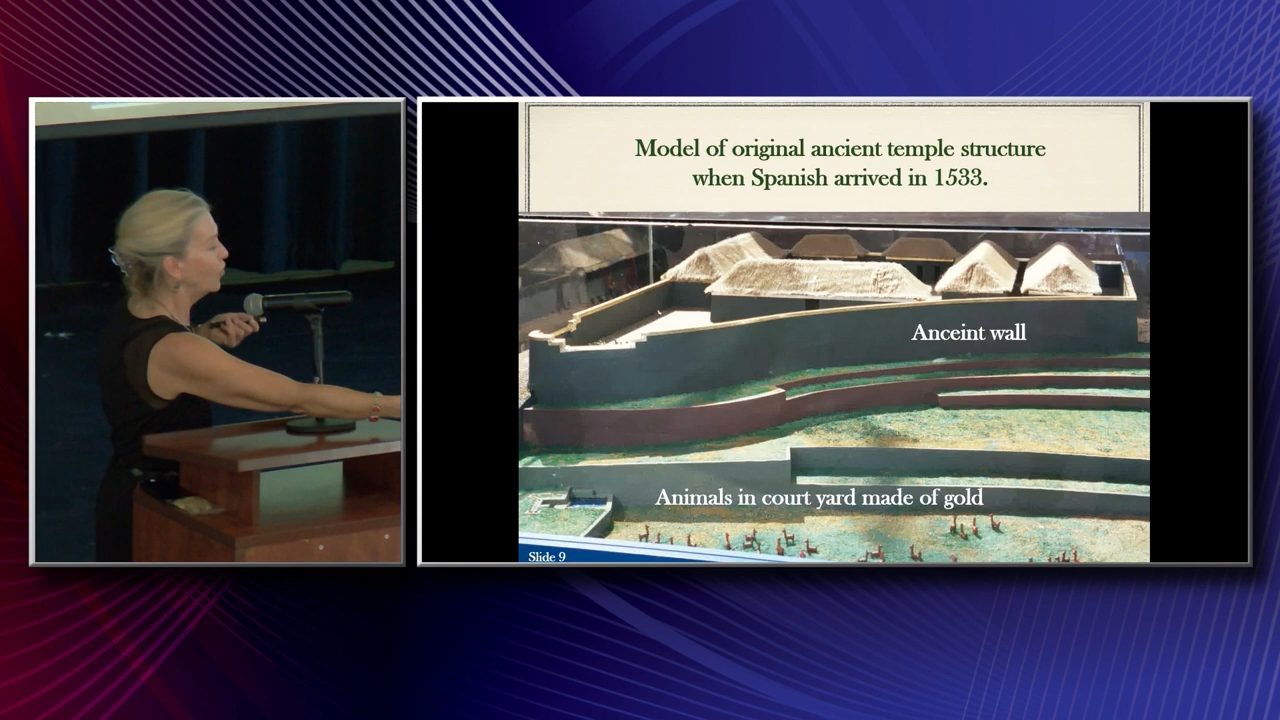 Model of original ancient temple structure
when Spanish arrived in 1533.
Anceint wall
Animals in court yard made of gold
Slide 9